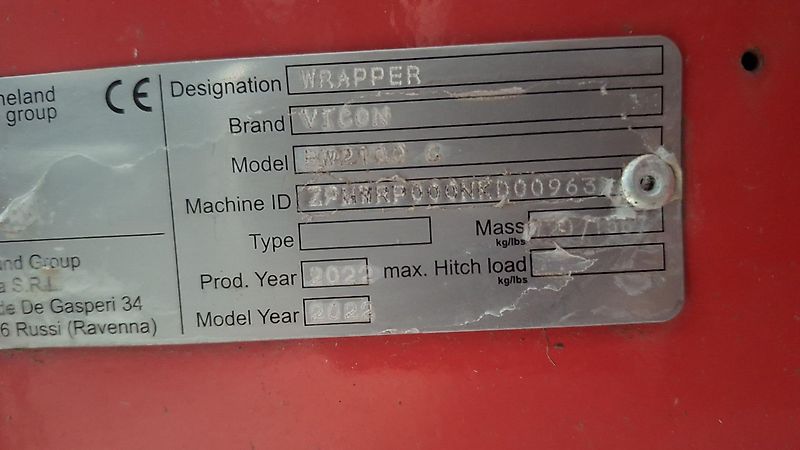 neland
group
CE
und Group
a S.R.L.
de De Gasperi 34
6 Russi (Ravenna)
Designation WRAPPER
Brand VICON
Model
Machine ID
Type
Mass
kg/lbs
Prod. Year 2022
max. Hitch load
kg/lbs
Model Year 2022